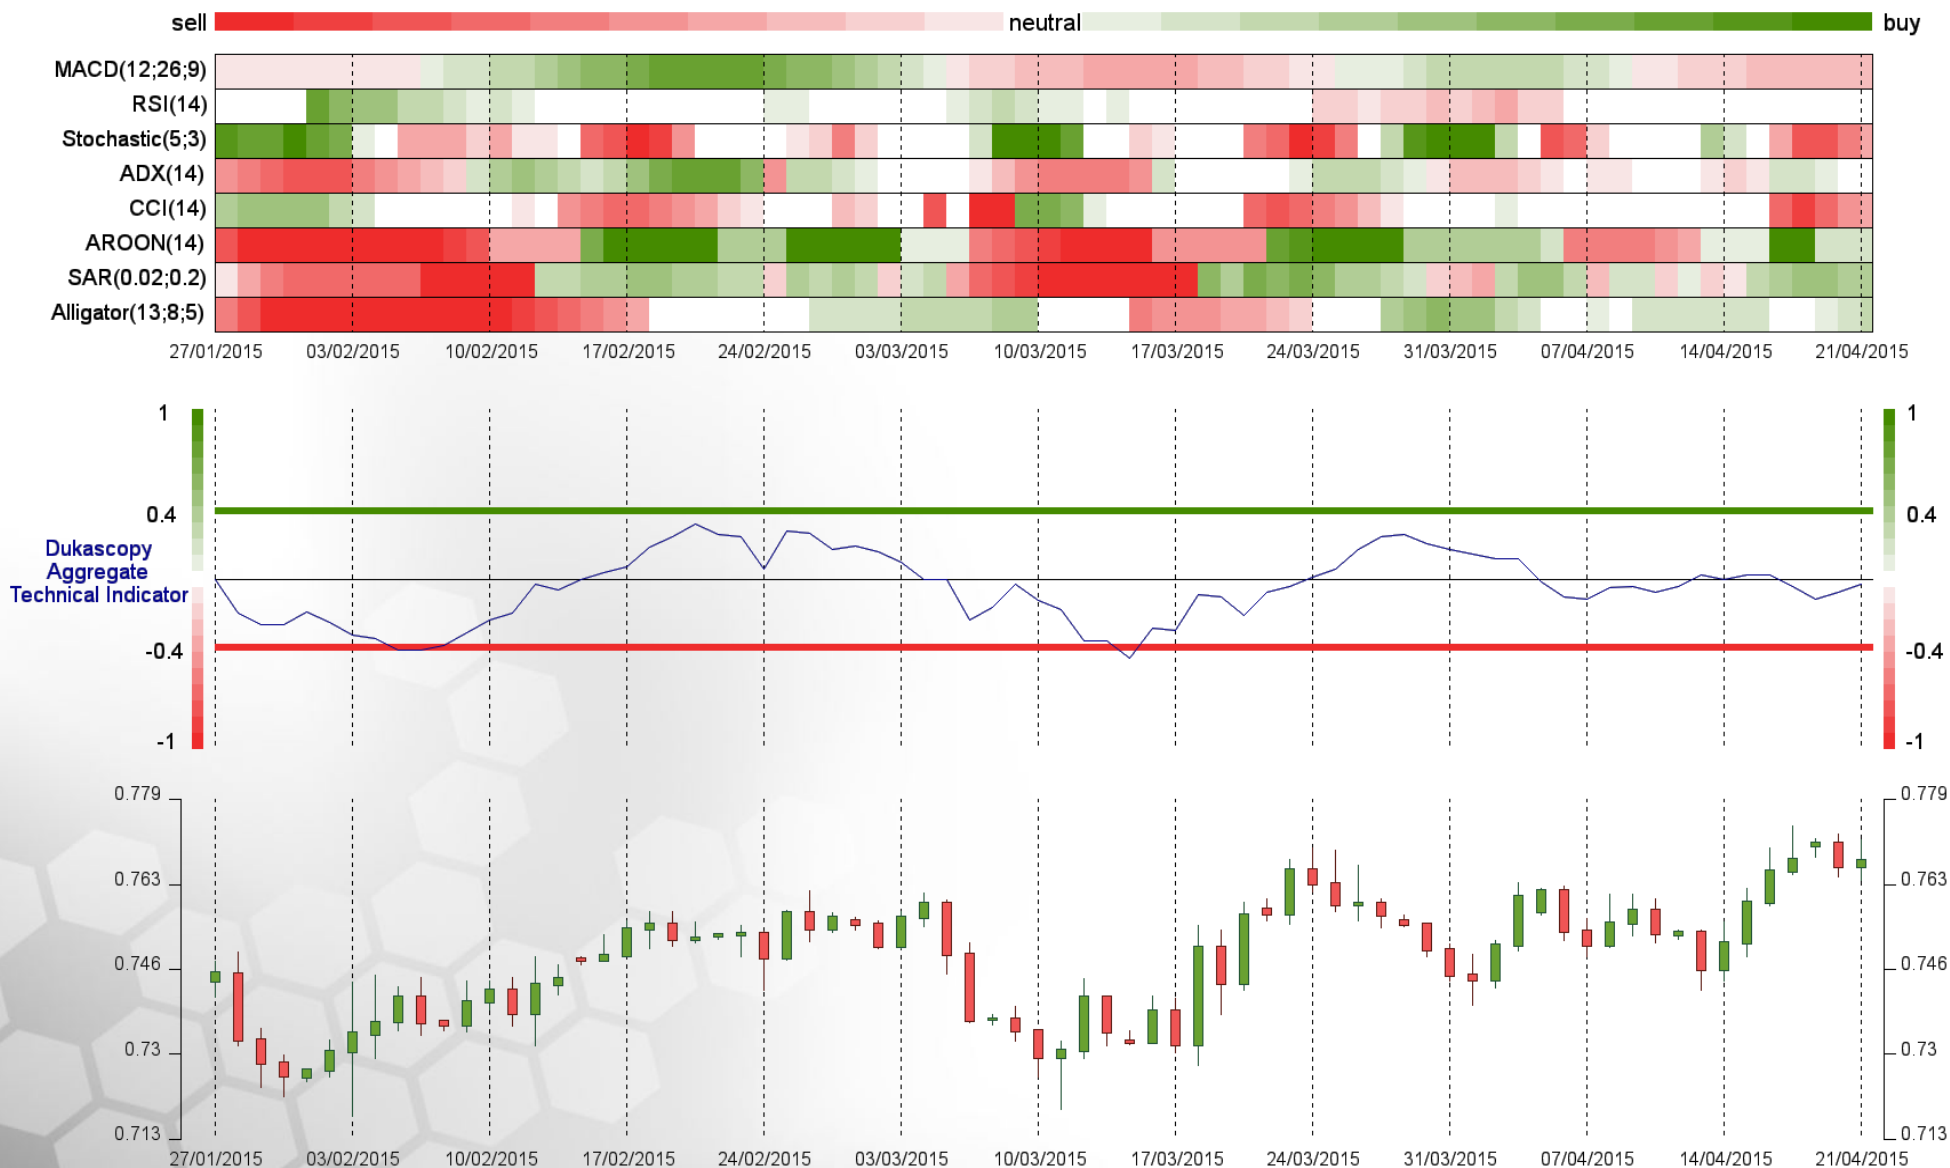 sell neutral buy
MACD(12;26;9)
RSI(14)
Stochastic(5;3)
ADX(14)
CCI(14)
AROON(14)
SAR(0.02;0.2)
Alligator(13;8;5)
27/01/2015 03/02/2015 10/02/2015 17/02/2015 24/02/2015 03/03/2015 10/03/2015 17/03/2015 24/03/2015 31/03/2015 07/04/2015 14/04/2015 21/04/2015
1 1
0.4 0.4
Dukascopy
Aggregate
Technical Indicator
-0.4 -0.4
-1 -1
0.779 0.779
0.763 0.763
0.746 0.746
0.73 0.73
0.713 0.713
27/01/2015 03/02/2015 10/02/2015 17/02/2015 24/02/2015 03/03/2015 10/03/2015 17/03/2015 24/03/2015 31/03/2015 07/04/2015 14/04/2015 21/04/2015